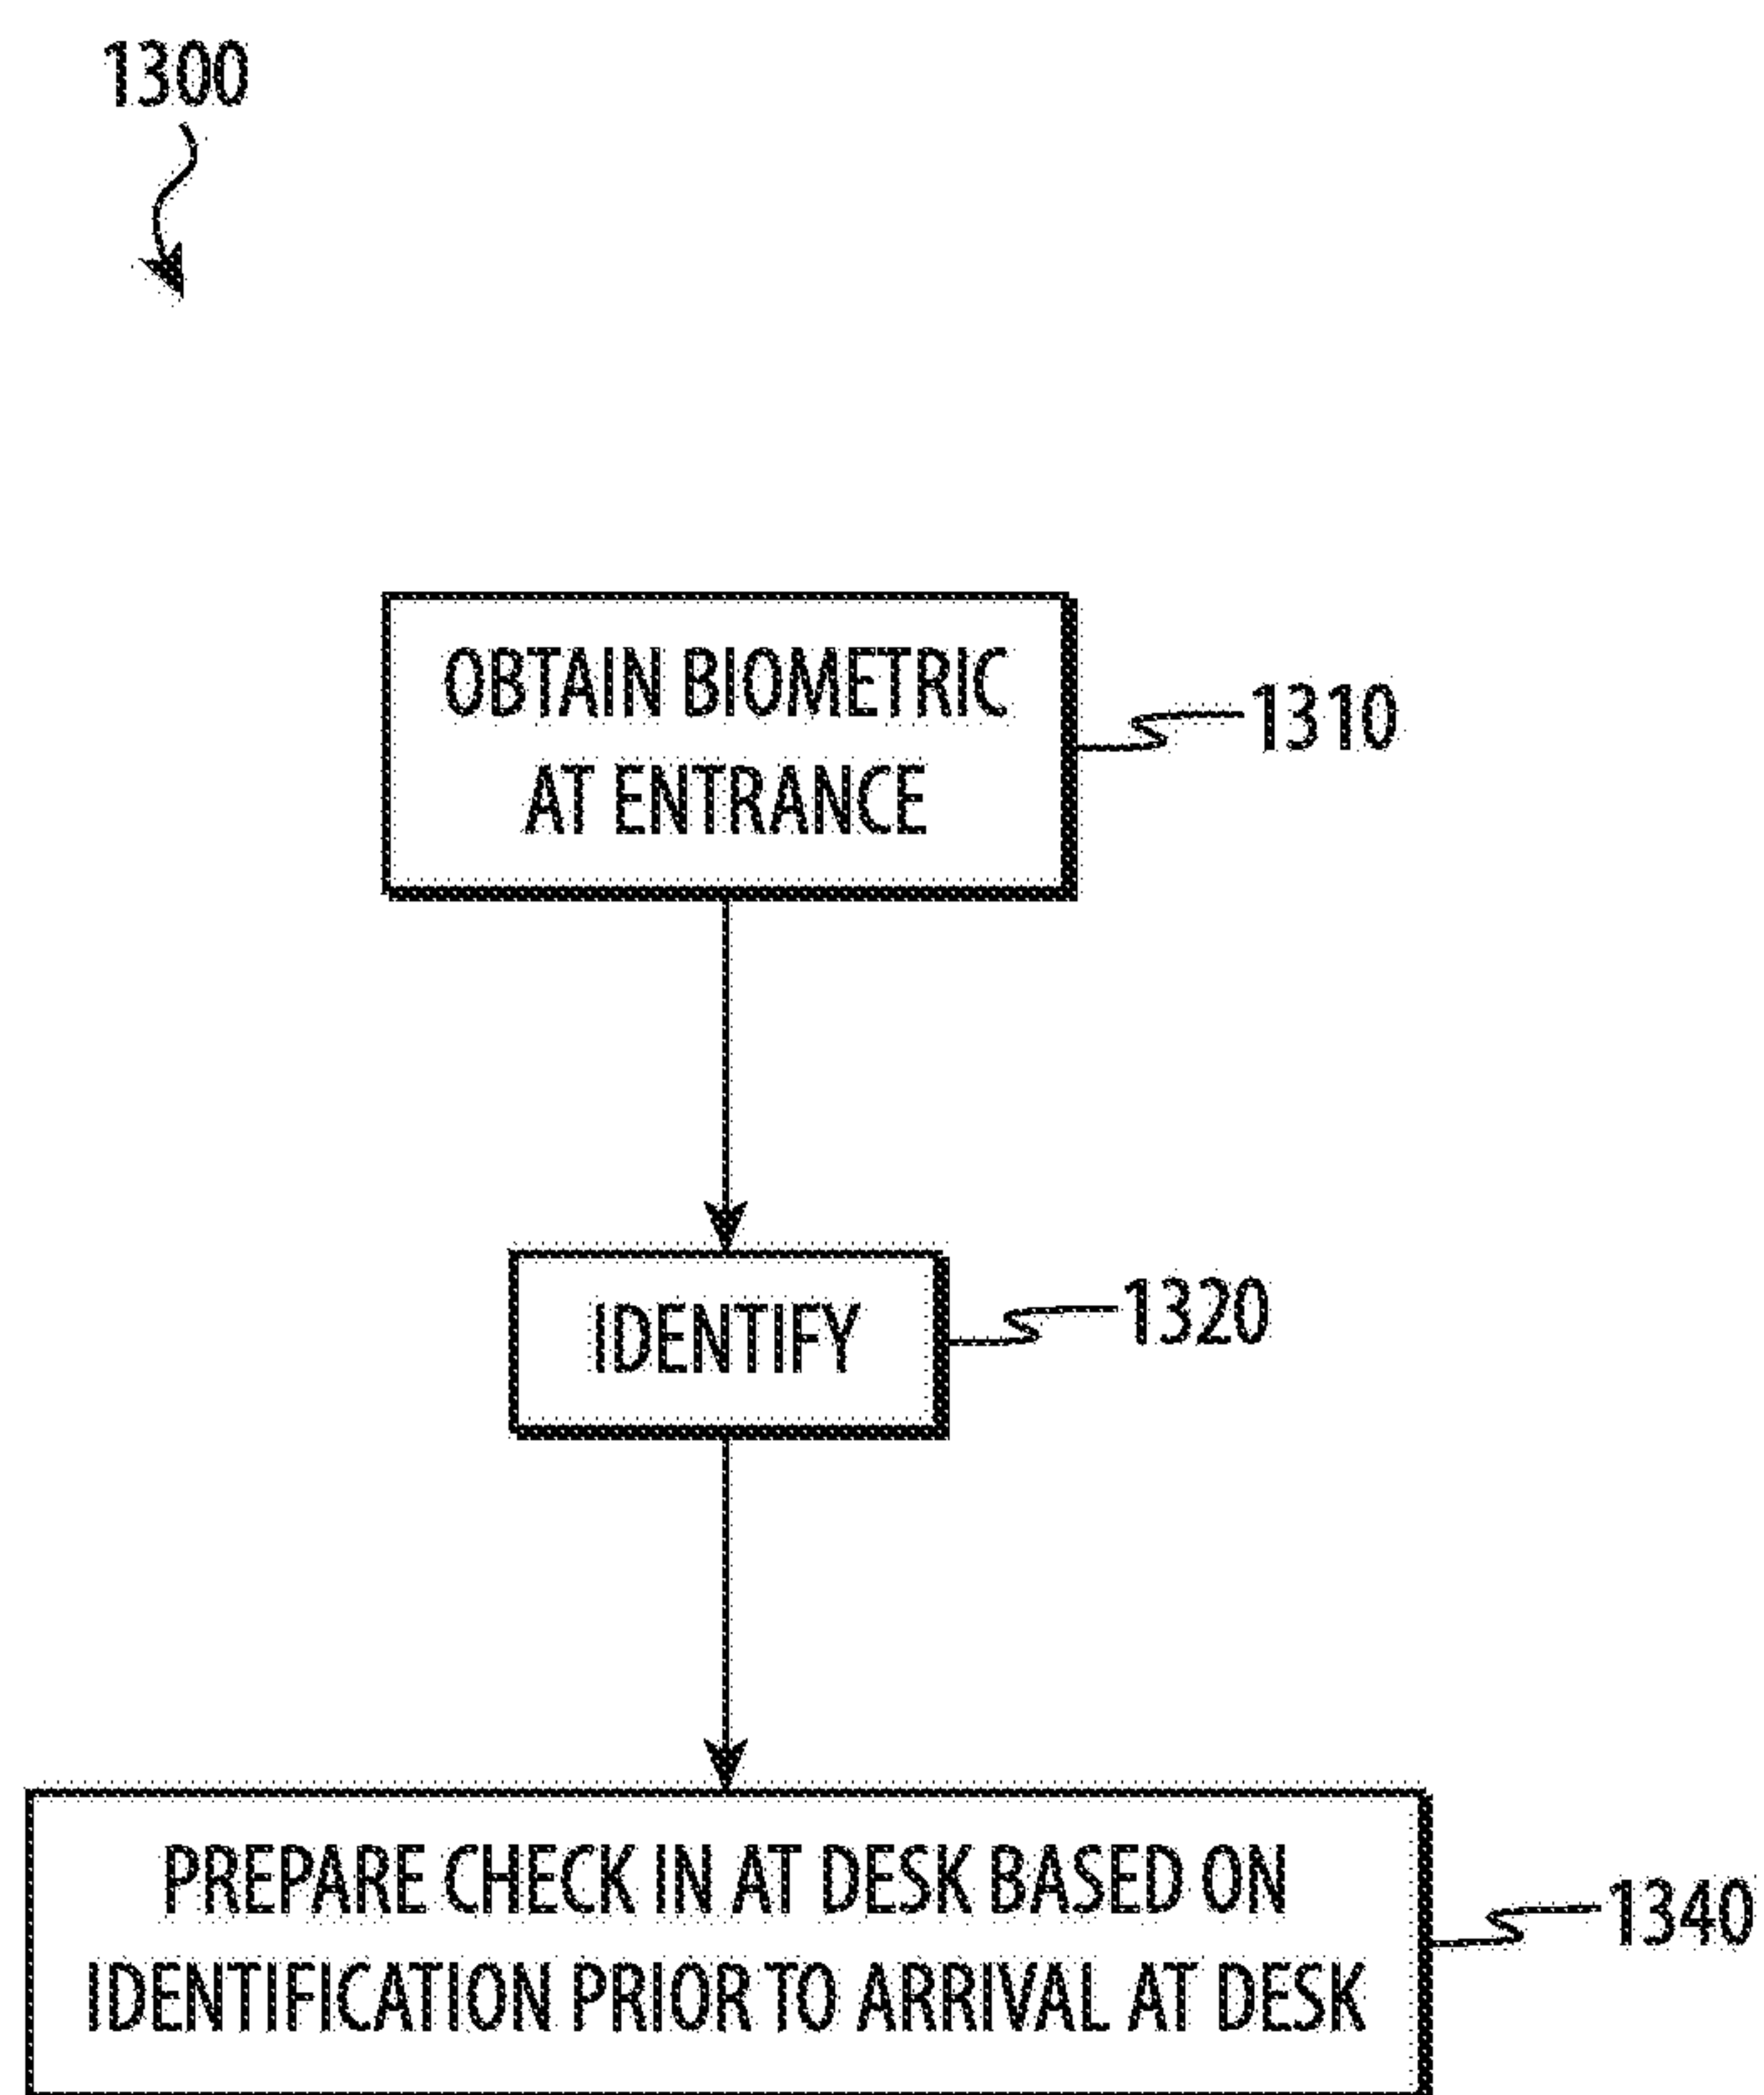 1300
OBTAIN BIOMETRIC
AT ENTRANCE
1310
IDENTIFY
1320
PREPARE CHECK IN AT DESK BASED ON
IDENTIFICATION PRIOR TO ARRIVAL AT DESK
1340